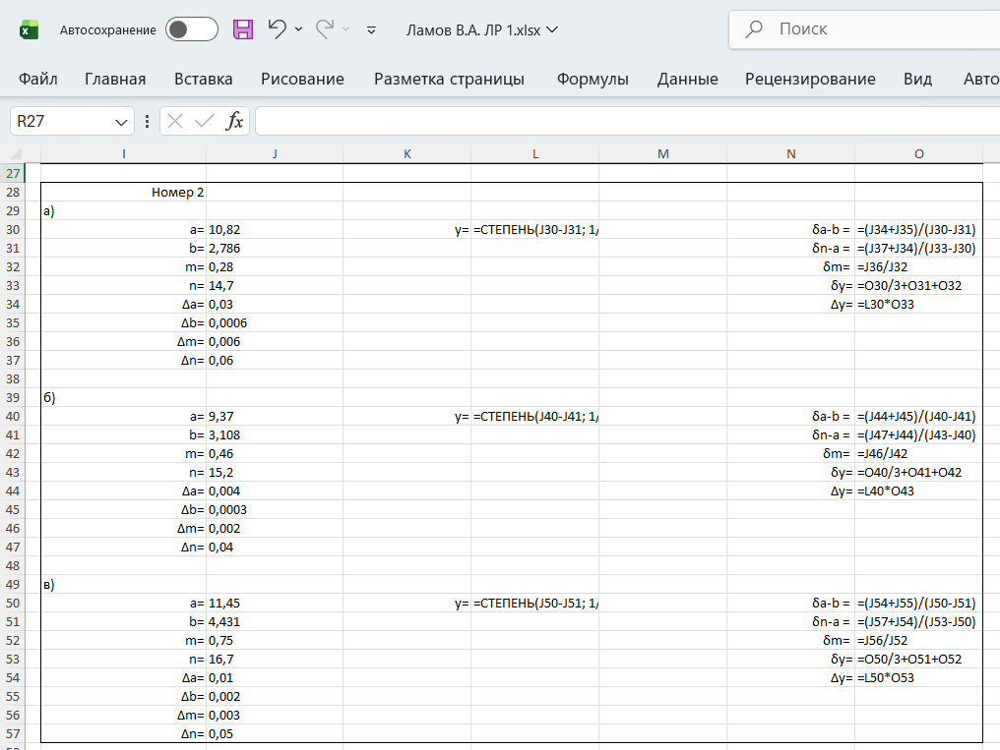 Автосохранение Ламов В.А. ЛР 1.xlsx Поиск
Файл Главная Вставка Рисование Разметка страницы Формулы Данные Рецензирование Вид Авто
R27 fx
I J K L M N O
27
28 Номер 2
29 а)
30 a= 10,82 y= =СТЕПЕНЬ(J30-J31; 1/ δa-b = =(J34+J35)/(J30-J31)
31 b= 2,786 δn-a = =(J37+J34)/(J33-J30)
32 m= 0,28 δm= =J36/J32
33 n= 14,7 δy= =O30/3+O31+O32
34 Δa= 0,03 Δy= =L30*O33
35 Δb= 0,0006
36 Δm= 0,006
37 Δn= 0,06
38
39 б)
40 a= 9,37 y= =СТЕПЕНЬ(J40-J41; 1/ δa-b = =(J44+J45)/(J40-J41)
41 b= 3,108 δn-a = =(J47+J44)/(J43-J40)
42 m= 0,46 δm= =J46/J42
43 n= 15,2 δy= =O40/3+O41+O42
44 Δa= 0,004 Δy= =L40*O43
45 Δb= 0,0003
46 Δm= 0,002
47 Δn= 0,04
48
49 в)
50 a= 11,45 y= =СТЕПЕНЬ(J50-J51; 1/ δa-b = =(J54+J55)/(J50-J51)
51 b= 4,431 δn-a = =(J57+J54)/(J53-J50)
52 m= 0,75 δm= =J56/J52
53 n= 16,7 δy= =O50/3+O51+O52
54 Δa= 0,01 Δy= =L50*O53
55 Δb= 0,002
56 Δm= 0,003
57 Δn= 0,05